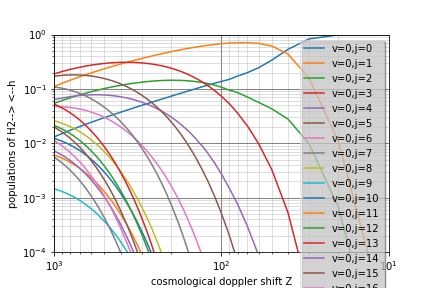 populations of H2--> <--h
10⁰
10⁻¹
10⁻²
10⁻³
10⁻⁴
10³
10²
10¹
cosmological doppler shift Z
v=0,j=0
v=0,j=1
v=0,j=2
v=0,j=3
v=0,j=4
v=0,j=5
v=0,j=6
v=0,j=7
v=0,j=8
v=0,j=9
v=0,j=10
v=0,j=11
v=0,j=12
v=0,j=13
v=0,j=14
v=0,j=15
v=0,j=16